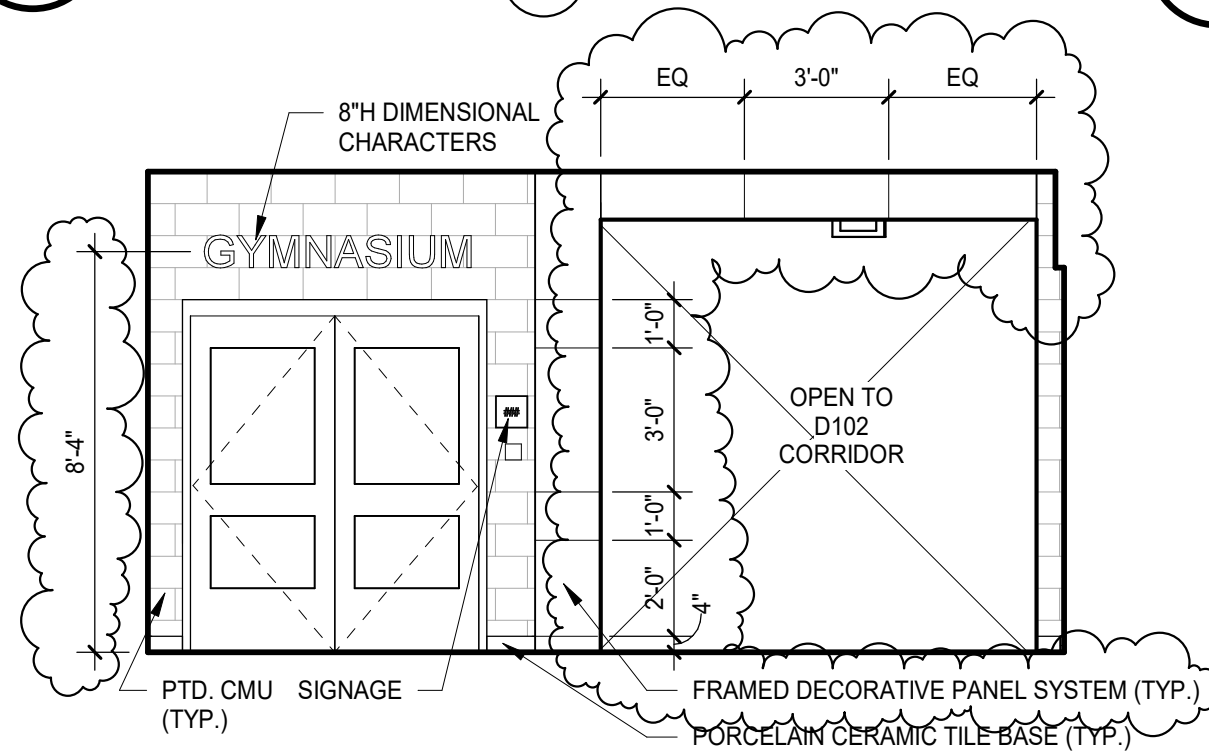 EQ 3'-0" EQ
8"H DIMENSIONAL
CHARACTERS
GYMNASIUM
8'-4"
###
1'-0"
3'-0"
1'-0"
2'-0"
4"
OPEN TO
D102
CORRIDOR
PTD. CMU
(TYP.)
SIGNAGE
FRAMED DECORATIVE PANEL SYSTEM (TYP.)
PORCELAIN CERAMIC TILE BASE (TYP.)